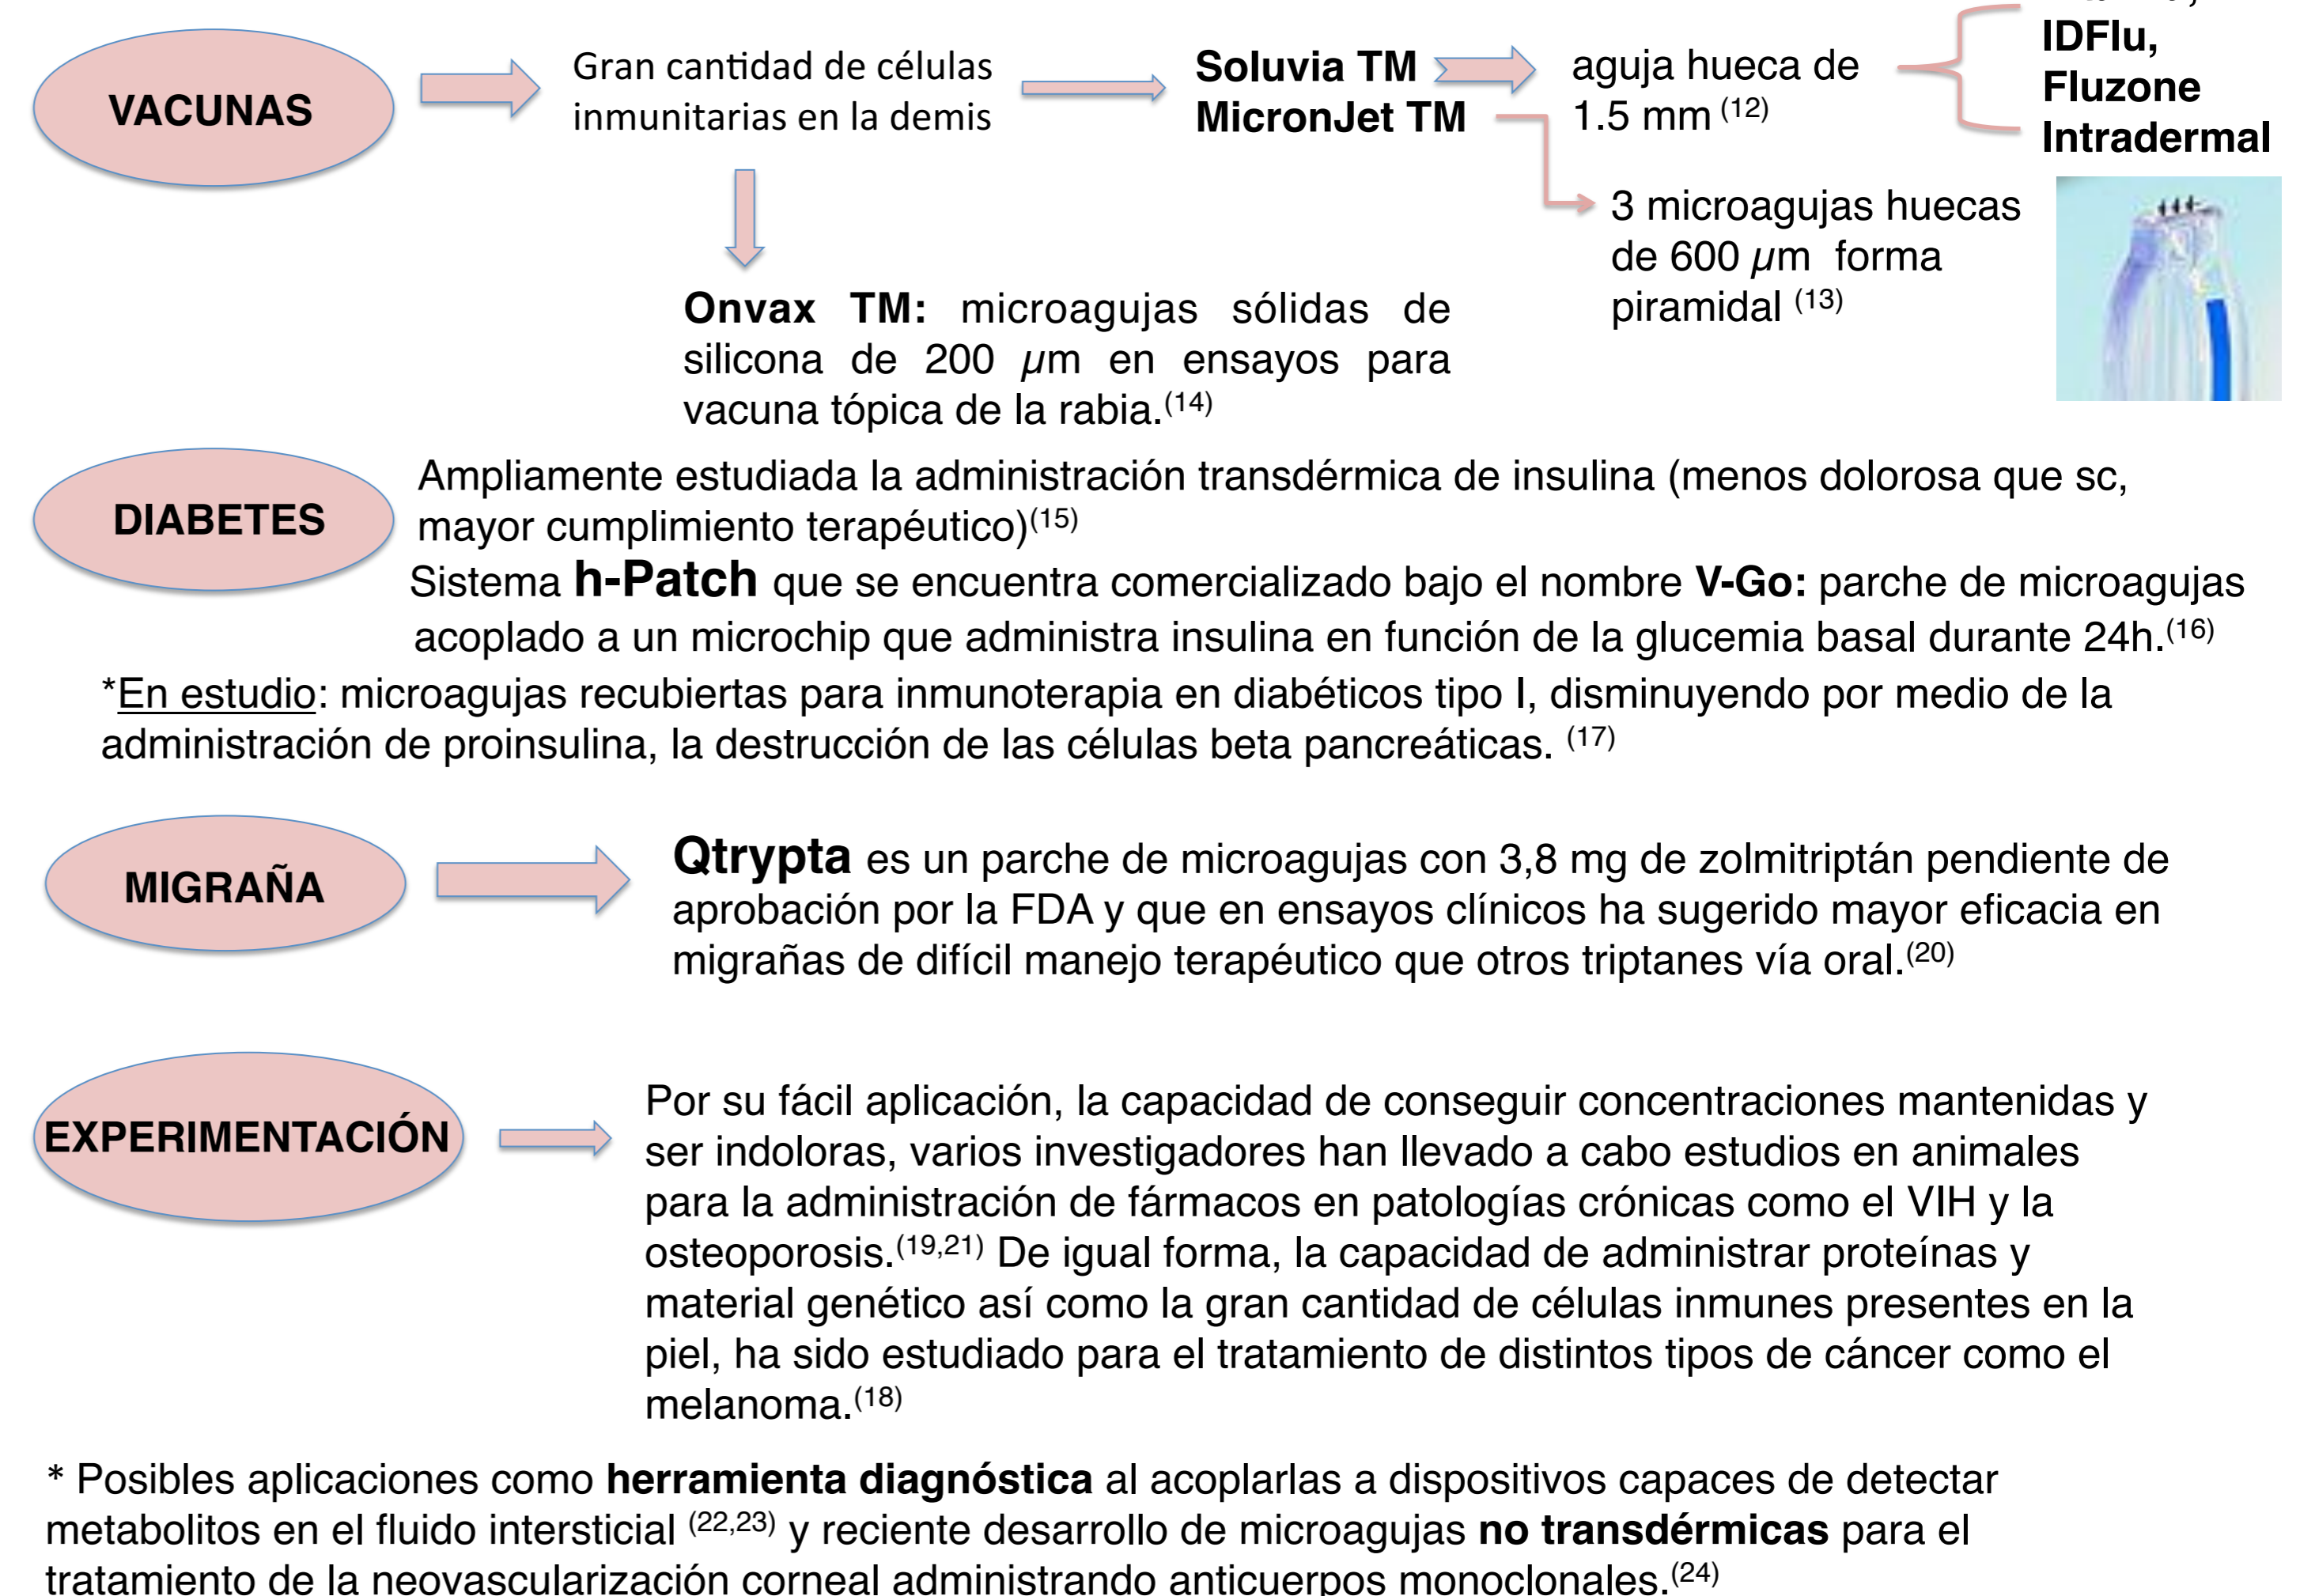 VACUNAS
Gran cantidad de células
inmunitarias en la demis
Soluvia TM
MicronJet TM
aguja hueca de
1.5 mm (12)
IDFlu,
Fluzone
Intradermal
3 microagujas huecas
de 600 µm forma
piramidal (13)
Onvax TM: microagujas sólidas de
silicona de 200 µm en ensayos para
vacuna tópica de la rabia.(14)
DIABETES
Ampliamente estudiada la administración transdérmica de insulina (menos dolorosa que sc,
mayor cumplimiento terapéutico)(15)
Sistema h-Patch que se encuentra comercializado bajo el nombre V-Go: parche de microagujas
acoplado a un microchip que administra insulina en función de la glucemia basal durante 24h.(16)
*En estudio: microagujas recubiertas para inmunoterapia en diabéticos tipo I, disminuyendo por medio de la
administración de proinsulina, la destrucción de las células beta pancreáticas. (17)
MIGRAÑA
Qtrypta es un parche de microagujas con 3,8 mg de zolmitriptán pendiente de
aprobación por la FDA y que en ensayos clínicos ha sugerido mayor eficacia en
migrañas de difícil manejo terapéutico que otros triptanes vía oral.(20)
EXPERIMENTACIÓN
Por su fácil aplicación, la capacidad de conseguir concentraciones mantenidas y
ser indoloras, varios investigadores han llevado a cabo estudios en animales
para la administración de fármacos en patologías crónicas como el VIH y la
osteoporosis.(19,21) De igual forma, la capacidad de administrar proteínas y
material genético así como la gran cantidad de células inmunes presentes en la
piel, ha sido estudiado para el tratamiento de distintos tipos de cáncer como el
melanoma.(18)
* Posibles aplicaciones como herramienta diagnóstica al acoplarlas a dispositivos capaces de detectar
metabolitos en el fluido intersticial (22,23) y reciente desarrollo de microagujas no transdérmicas para el
tratamiento de la neovascularización corneal administrando anticuerpos monoclonales.(24)